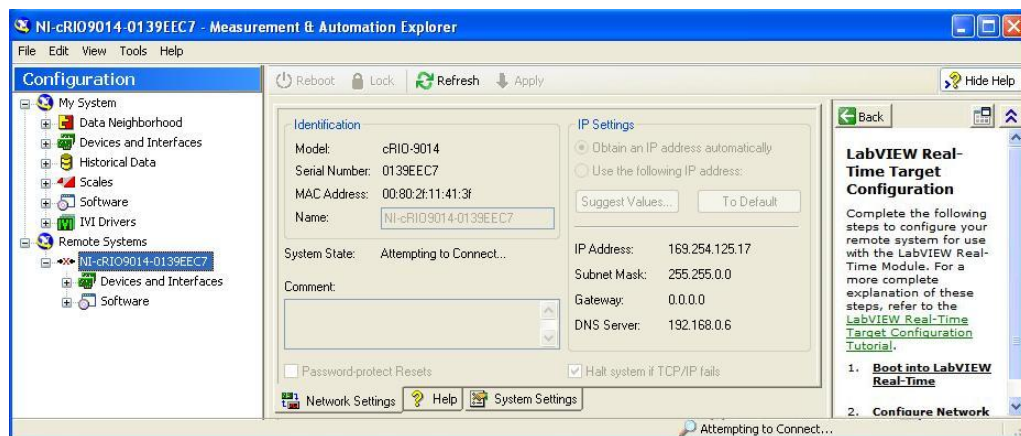 NI-cRIO9014-0139EEC7 - Measurement & Automation Explorer
File Edit View Tools Help
Configuration
My System
Data Neighborhood
Devices and Interfaces
Historical Data
Scales
Software
IVI Drivers
Remote Systems
NI-cRIO9014-0139EEC7
Devices and Interfaces
Software
Reboot Lock Refresh Apply
Hide Help
Identification
Model: cRIO-9014
Serial Number: 0139EEC7
MAC Address: 00:80:2f:11:41:3f
Name: NI-cRIO9014-0139EEC7
System State: Attempting to Connect...
Comment:
Password-protect Resets
IP Settings
Obtain an IP address automatically
Use the following IP address:
Suggest Values... To Default
IP Address: 169.254.125.17
Subnet Mask: 255.255.0.0
Gateway: 0.0.0.0
DNS Server: 192.168.0.6
Halt system if TCP/IP fails
Network Settings Help System Settings
Back
LabVIEW Real-
Time Target
Configuration
Complete the following
steps to configure your
remote system for use
with the LabVIEW Real-
Time Module. For a
more complete
explanation of these
steps, refer to the
LabVIEW Real-Time
Target Configuration
Tutorial.
1. Boot into LabVIEW
Real-Time
2. Configure Network
Attempting to Connect...